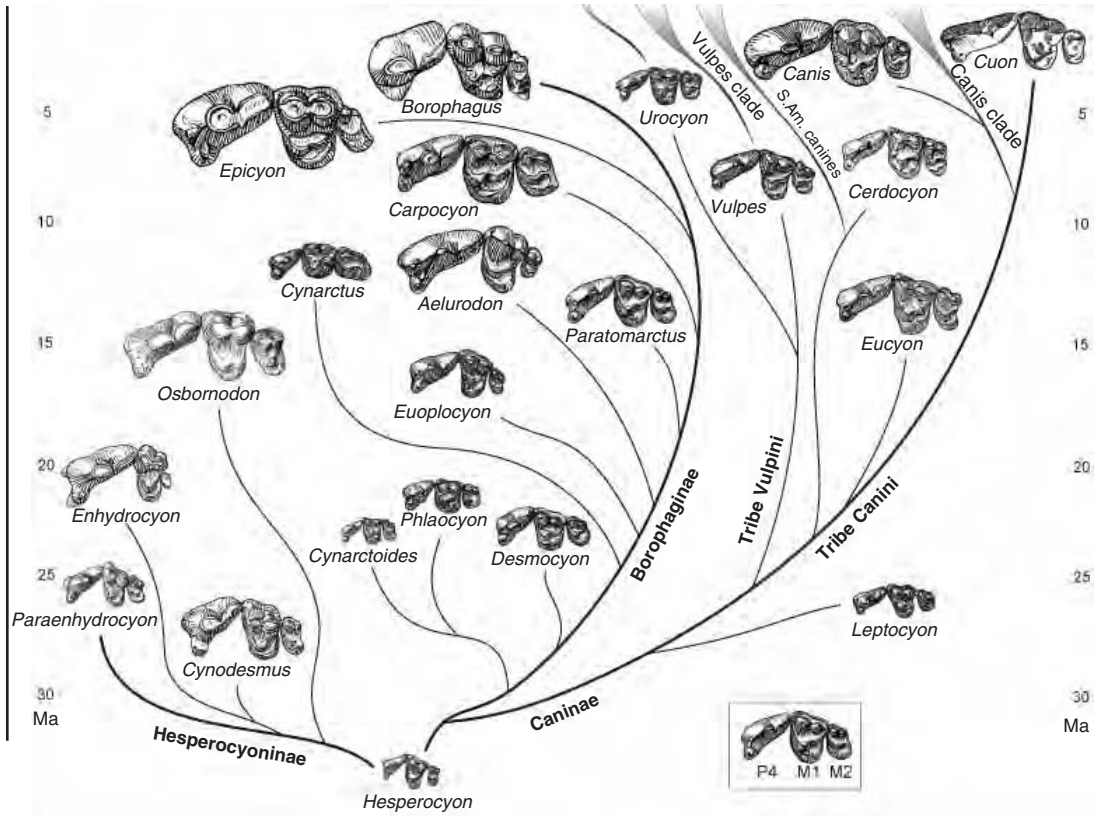 Borophagus
Epicyon
Carpocyon
Cynarctus
Aelurodon
Paratomarctus
Osbornodon
Euoplocyon
Enhydrocyon
Phlaocyon
Cynarctoides
Desmocyon
Paraenhydrocyon
Cynodesmus
Hesperocyoninae
Hesperocyon
Borophaginae
Caninae
Urocyon
Vulpes clade
S.Am. canines
Canis
Canis clade
Cuon
Vulpes
Cerdocyon
Eucyon
Tribe Vulpini
Tribe Canini
Leptocyon
P4 M1 M2
5
10
15
20
25
30
Ma
5
10
15
20
25
30
Ma